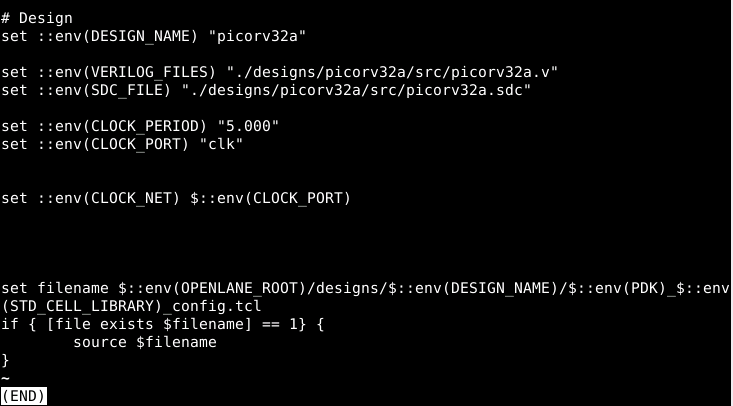 # Design
set ::env(DESIGN_NAME) "picorv32a"
set ::env(VERILOG_FILES) "./designs/picorv32a/src/picorv32a.v"
set ::env(SDC_FILE) "./designs/picorv32a/src/picorv32a.sdc"
set ::env(CLOCK_PERIOD) "5.000"
set ::env(CLOCK_PORT) "clk"
set ::env(CLOCK_NET) $::env(CLOCK_PORT)
set filename $::env(OPENLANE_ROOT)/designs/$::env(DESIGN_NAME)/$::env(PDK)_$::env
(STD_CELL_LIBRARY)_config.tcl
if { [file exists $filename] == 1} {
        source $filename
}
~
(END)